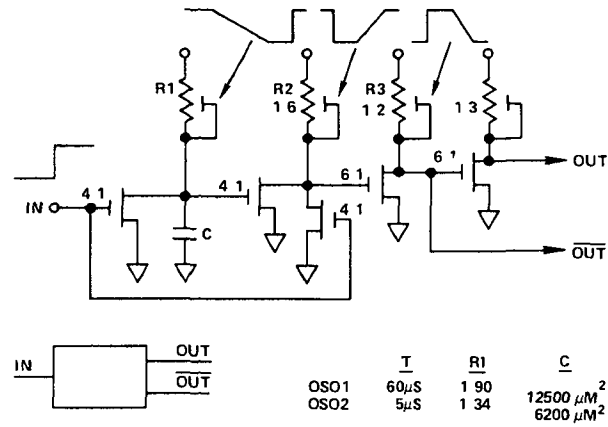 R1
R2
1 6
R3
1 2
1 3
6 1
OUT
IN
4 1
4 1
6 1
4 1
C
OUT
OUT
IN
OUT
T
R1
C
OSO1
60μS
1 90
12500 μM²
OSO2
5μS
1 34
6200 μM²